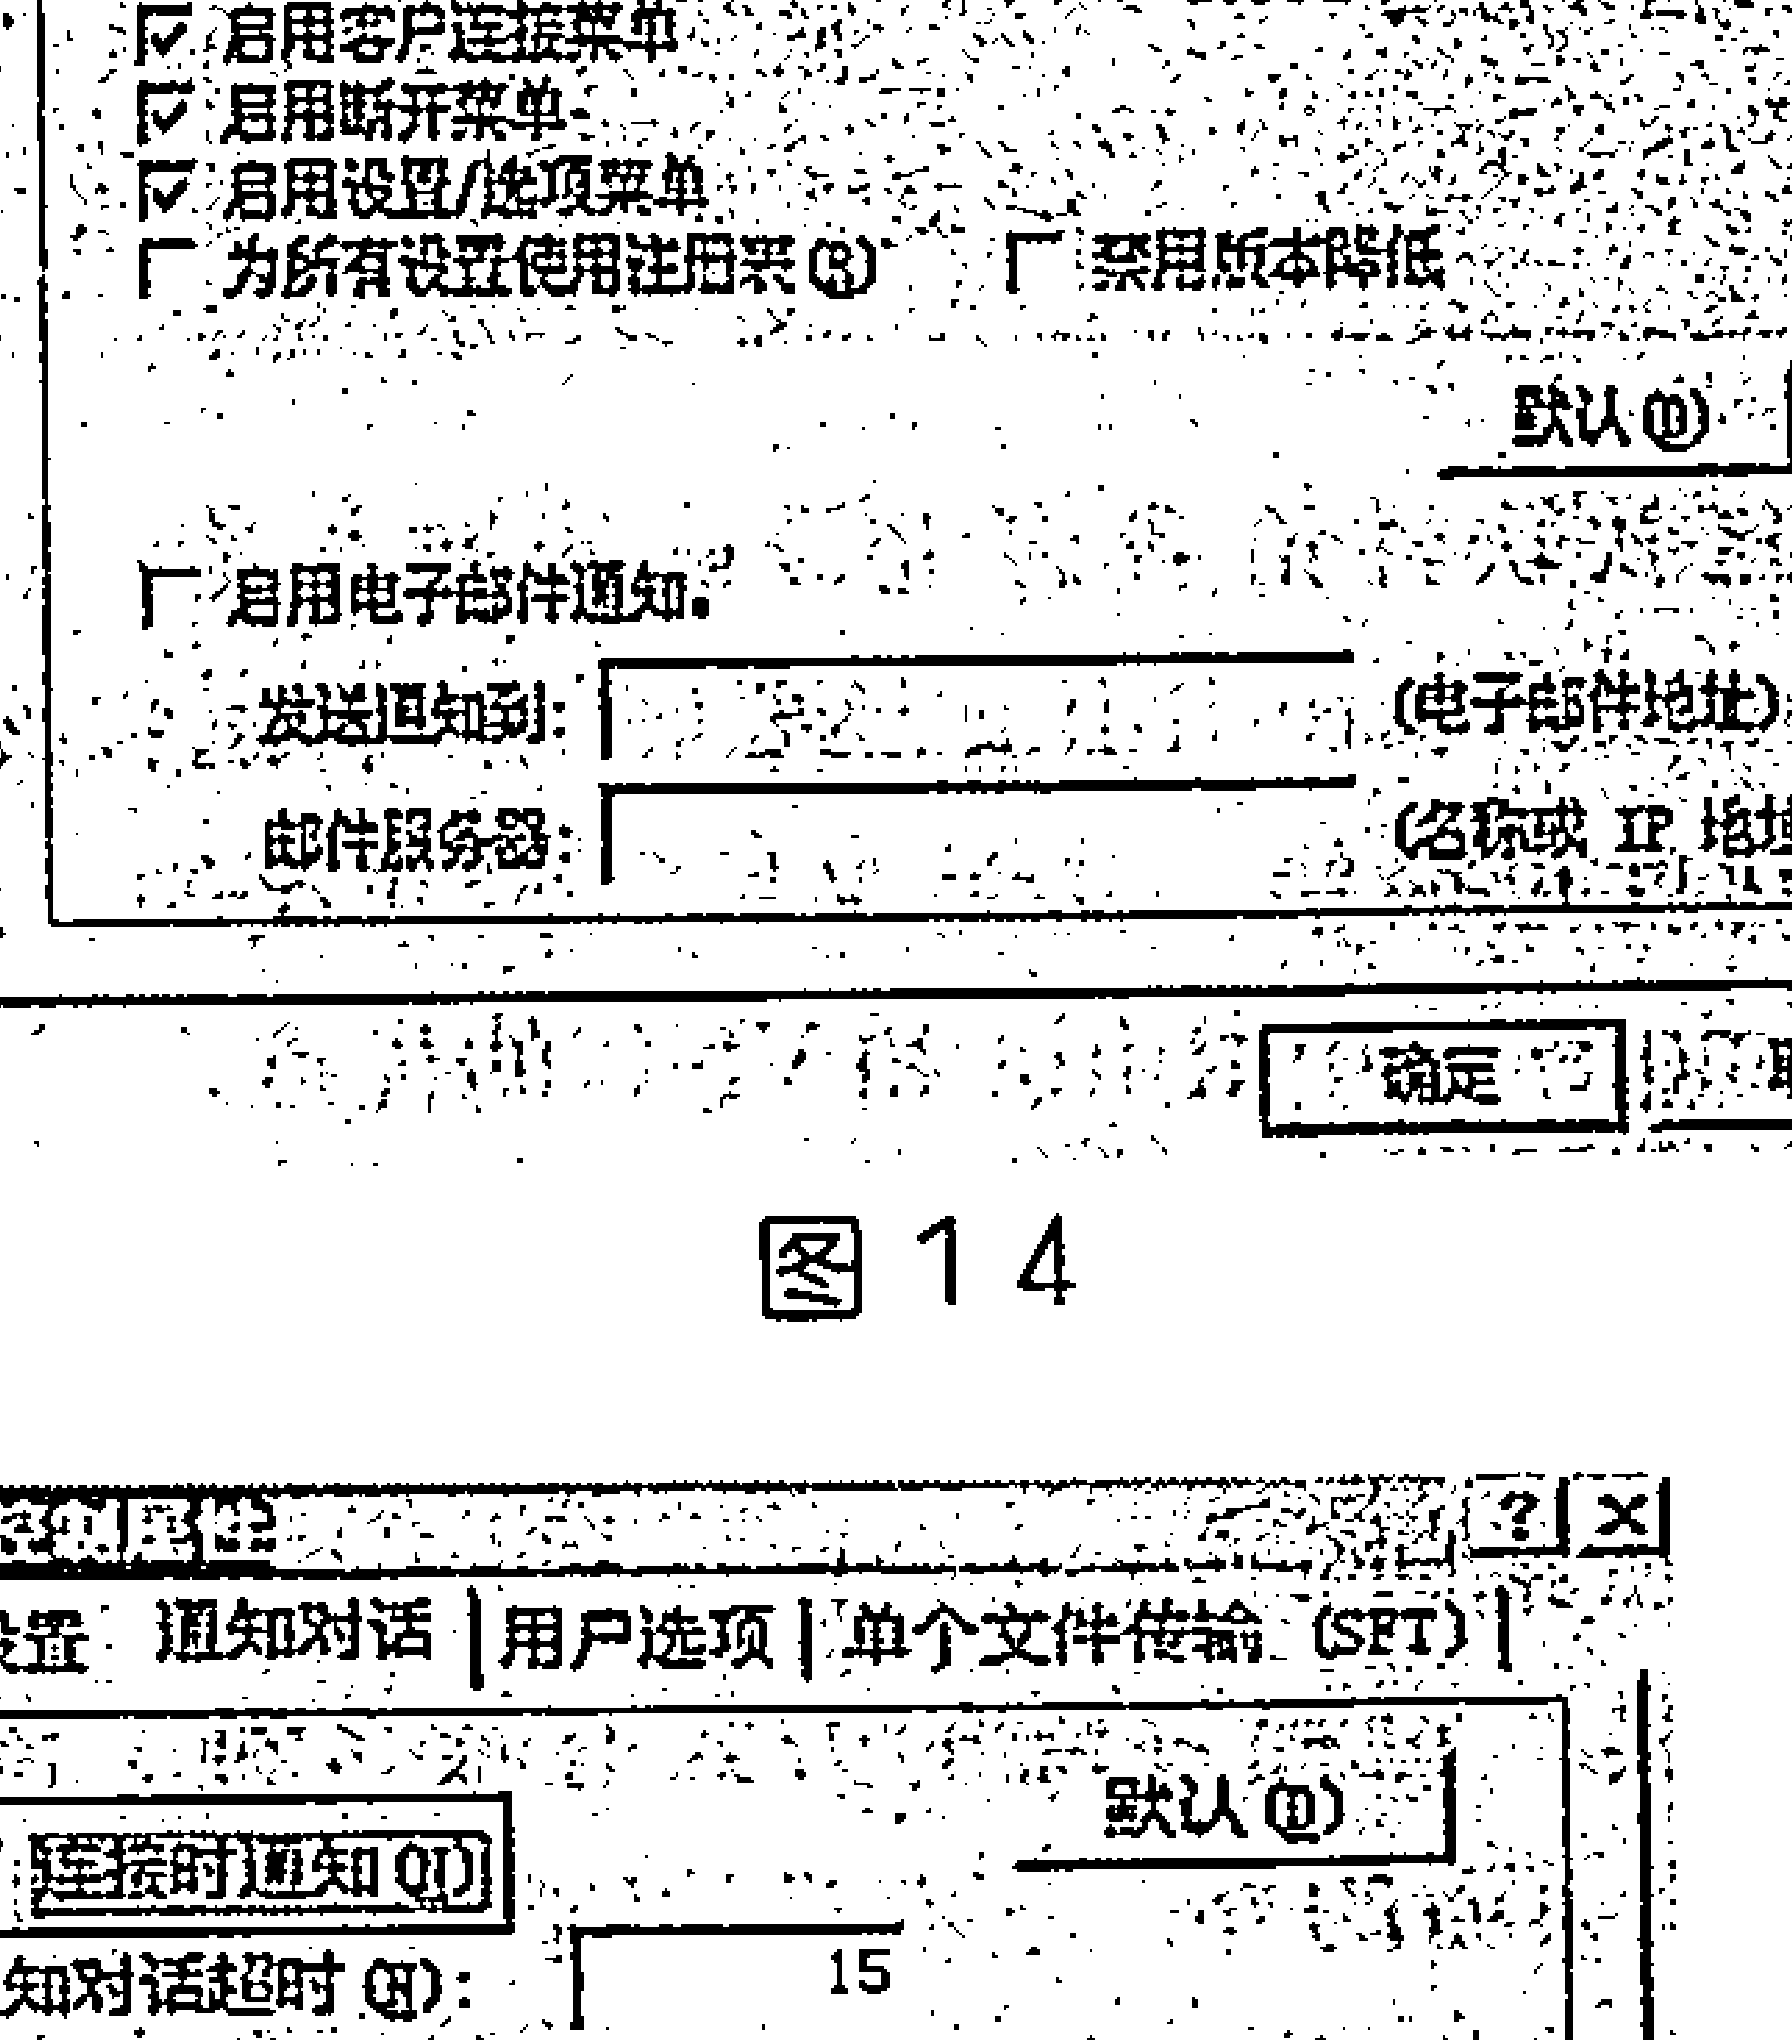 启用客户连接菜单
启用断开菜单
启用设置/选项菜单
为所有设置使用注册表(R) 禁用版本降低
默认(D)
启用电子邮件通知.
发送通知到: (电子邮件地址)
邮件服务器: (名称或 IP 地址
确定 取
图14
? ×
设置 通知对话 用户选项 单个文件传输 (SFT)
默认(D)
连接时通知
知对话超时 15